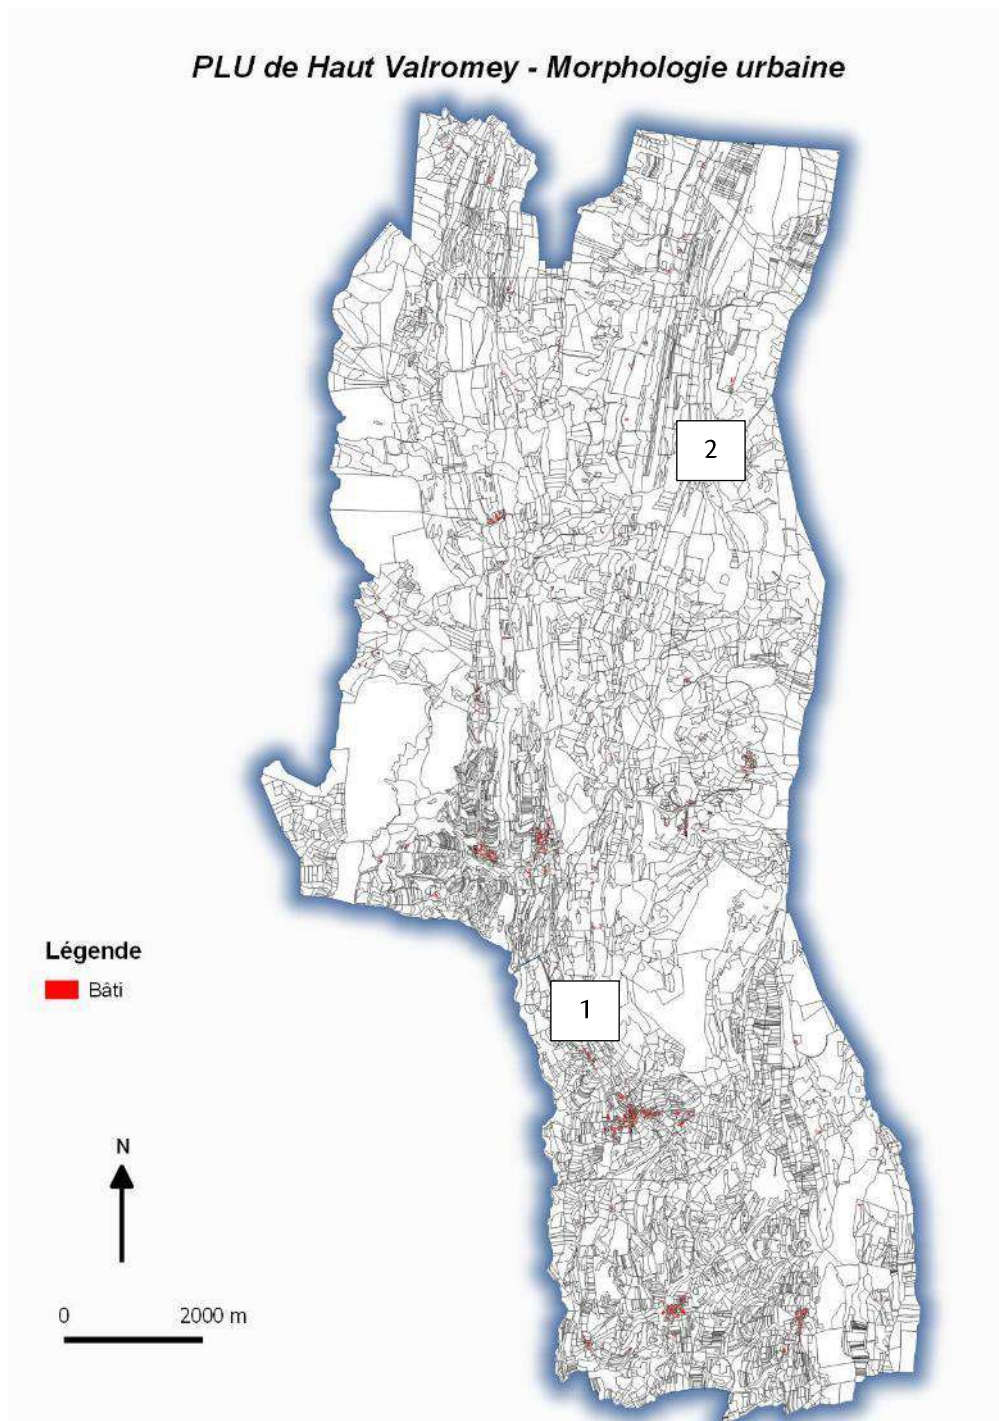 PLU de Haut Valromey - Morphologie urbaine
2
Légende
Bâti
1
N
0 2000 m